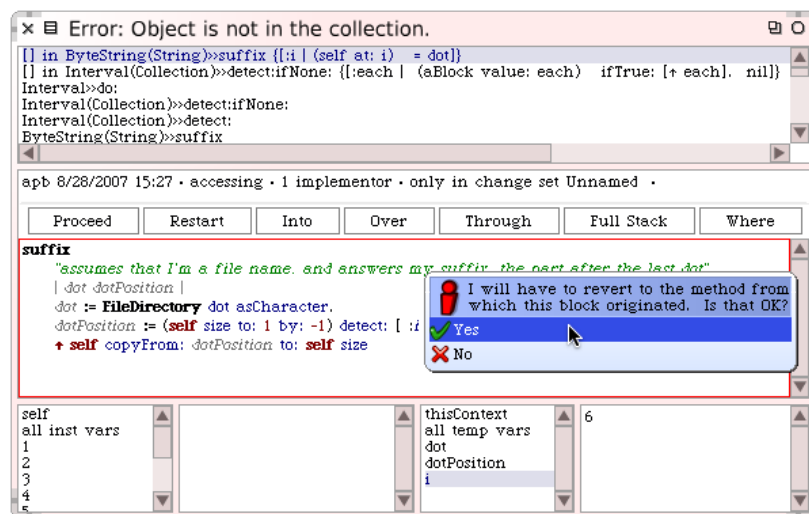 Error: Object is not in the collection.
[] in ByteString(String)>>suffix {[:i | (self at: i) = dot]}
[] in Interval(Collection)>>detect:ifNone: {[:each | (aBlock value: each) ifTrue: [↑ each]. nil]}
Interval>>do:
Interval(Collection)>>detect:ifNone:
Interval(Collection)>>detect:
ByteString(String)>>suffix
apb 8/28/2007 15:27 · accessing · 1 implementor · only in change set Unnamed ·
Proceed Restart Into Over Through Full Stack Where
suffix
"assumes that I'm a file name, and answers my suffix, the part after the last dot"
| dot dotPosition |
dot := FileDirectory dot asCharacter.
dotPosition := (self size to: 1 by: -1) detect: [ :i
↑ self copyFrom: dotPosition to: self size
I will have to revert to the method from
which this block originated. Is that OK?
Yes
No
self
all inst vars
1
2
3
4
5
thisContext
all temp vars
dot
dotPosition
i
6